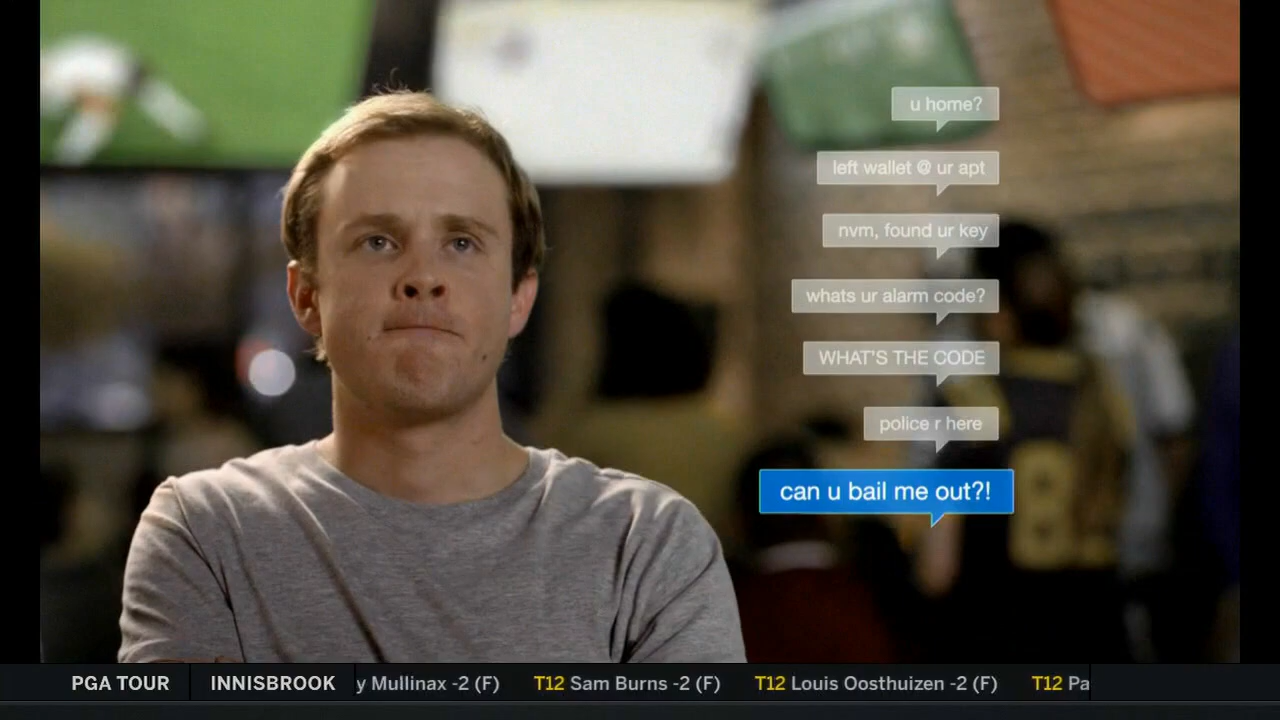 u home?
left wallet @ ur apt
nvm, found ur key
whats ur alarm code?
WHAT'S THE CODE
police r here
can u bail me out?!
8
PGA TOUR INNISBROOK y Mullinax -2 (F) T12 Sam Burns -2 (F) T12 Louis Oosthuizen -2 (F) T12 Pa